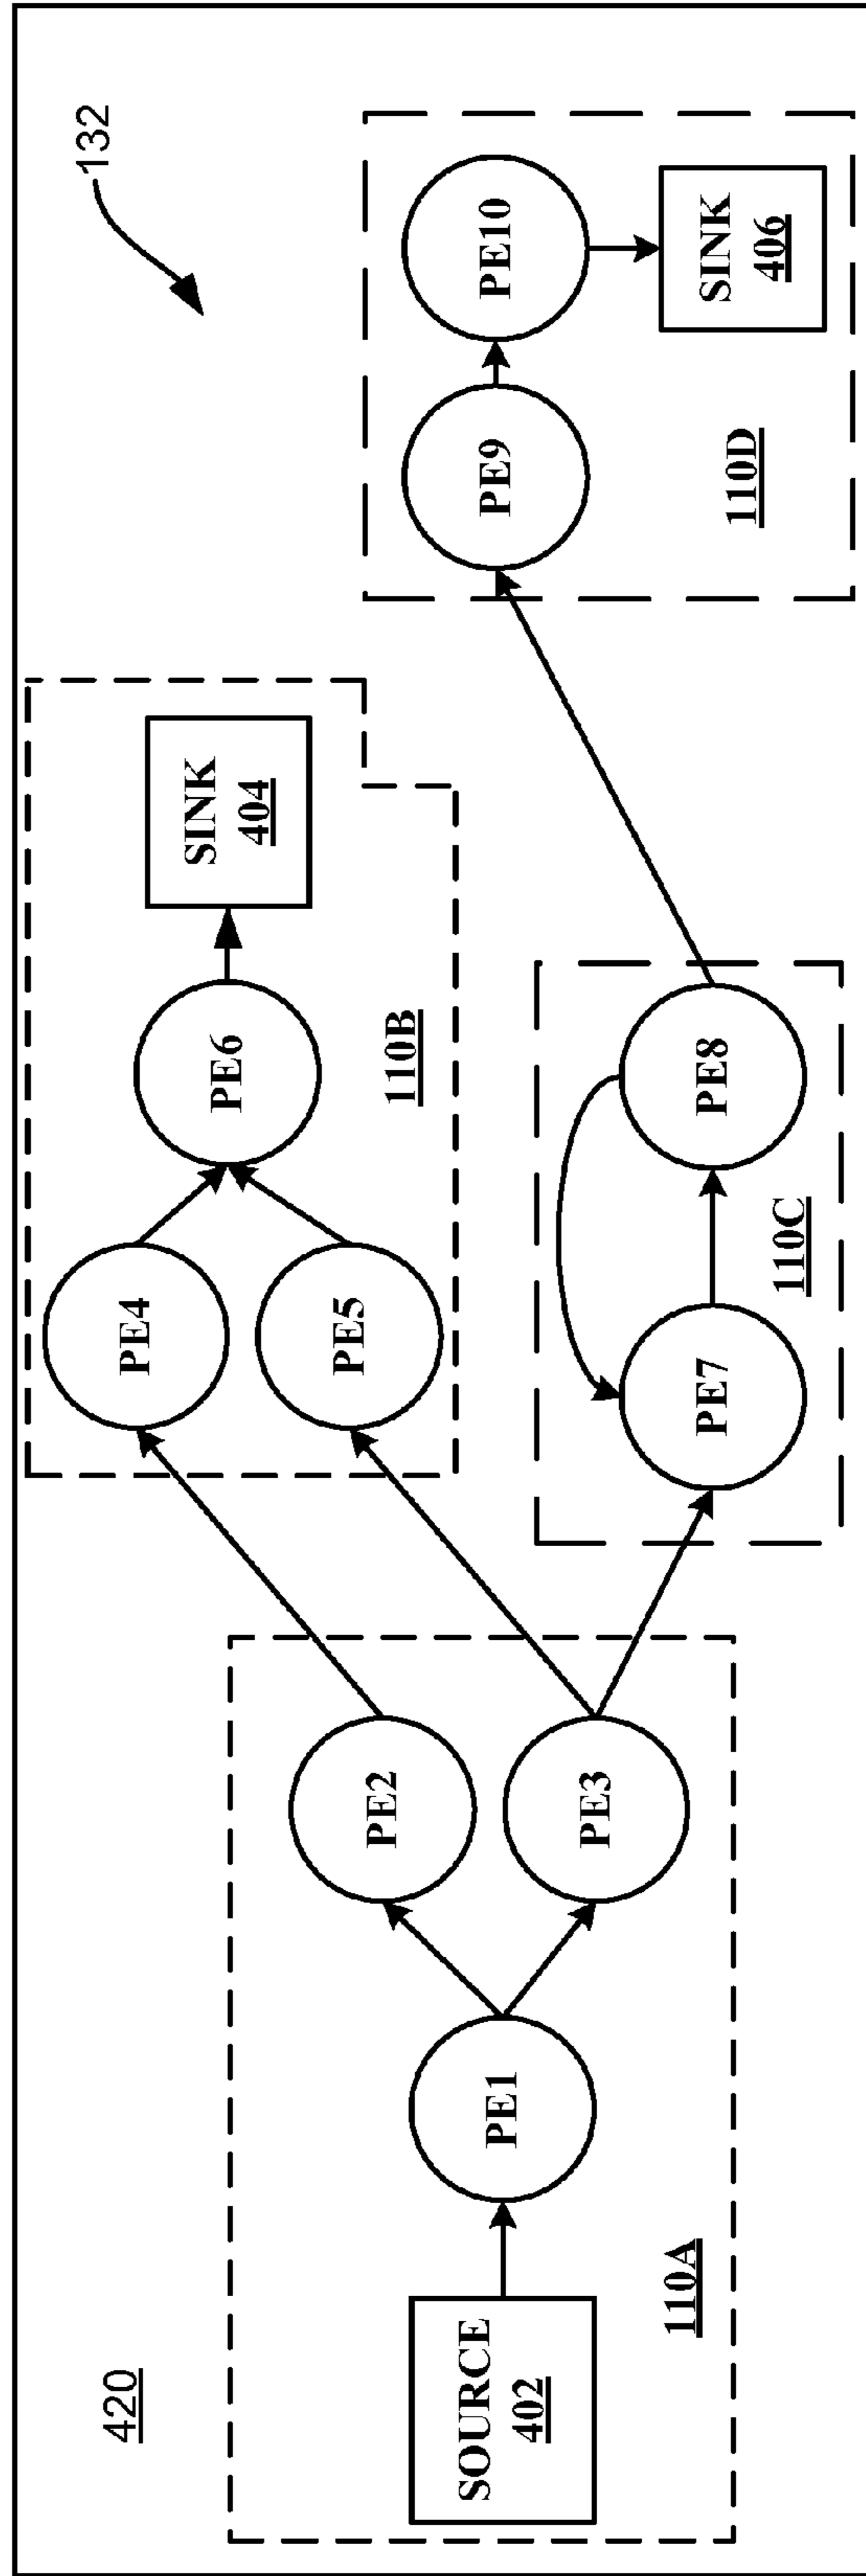 420
132
SOURCE
402
PE1
PE2
PE3
110A
PE4
PE5
PE6
SINK
404
110B
PE7
PE8
110C
PE9
PE10
SINK
406
110D